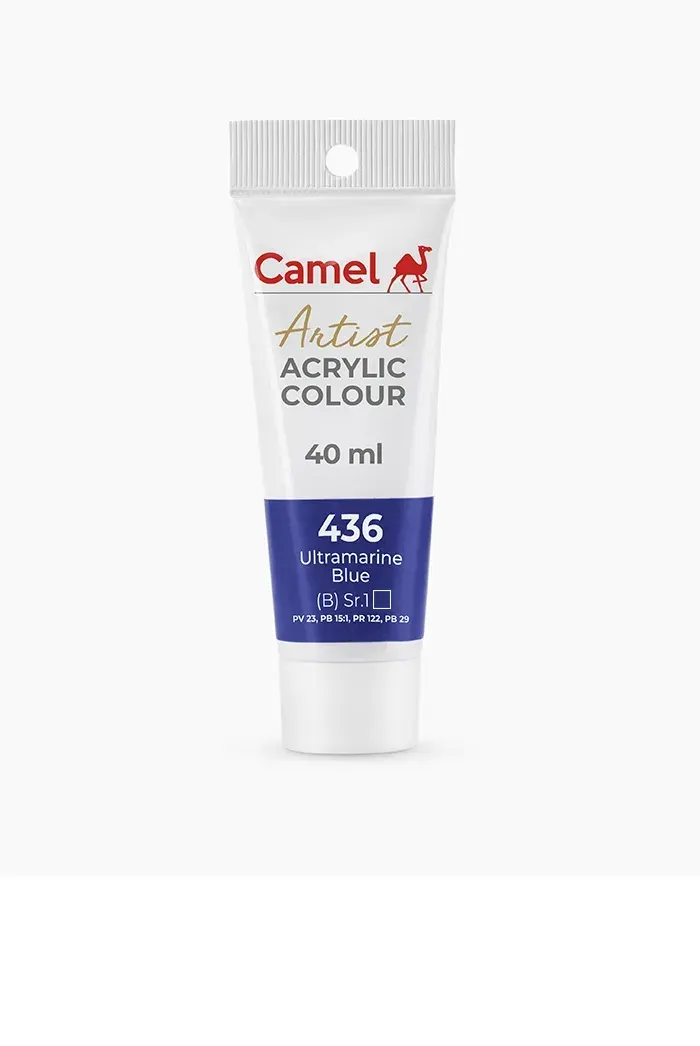 Camel
Artist
ACRYLIC
COLOUR
40 ml
436
Ultramarine
Blue
(B) Sr.1
PV 23, PB 15:1, PR 122, PB 29